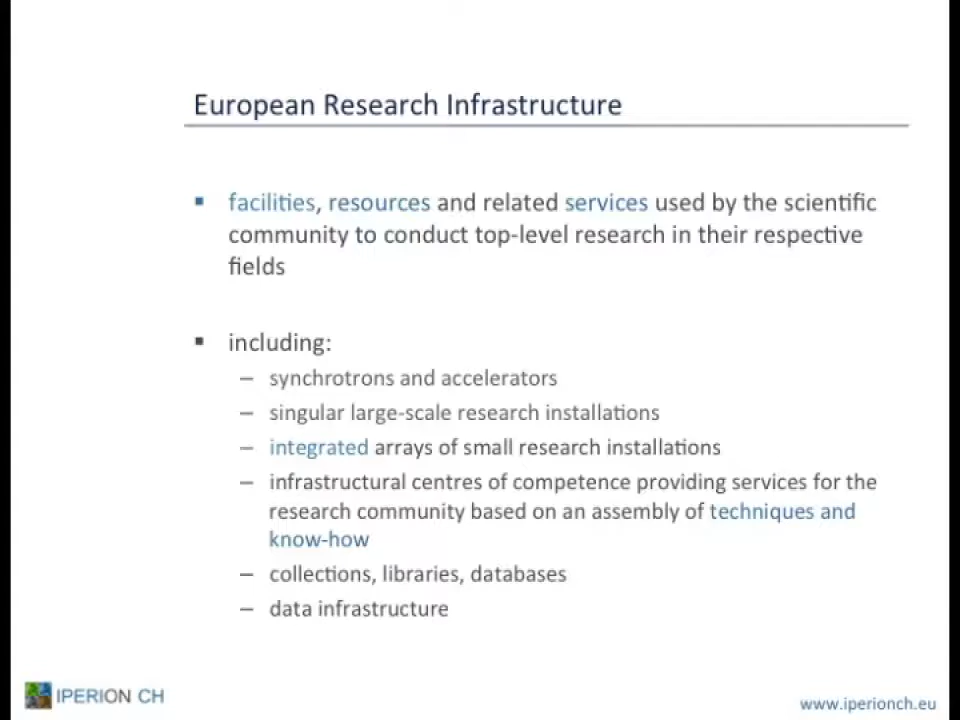 European Research Infrastructure
▪ facilities, resources and related services used by the scientific
community to conduct top-level research in their respective
fields
▪ including:
– synchrotrons and accelerators
– singular large-scale research installations
– integrated arrays of small research installations
– infrastructural centres of competence providing services for the
research community based on an assembly of techniques and
know-how
– collections, libraries, databases
– data infrastructure
IPERION CH
www.iperionch.eu